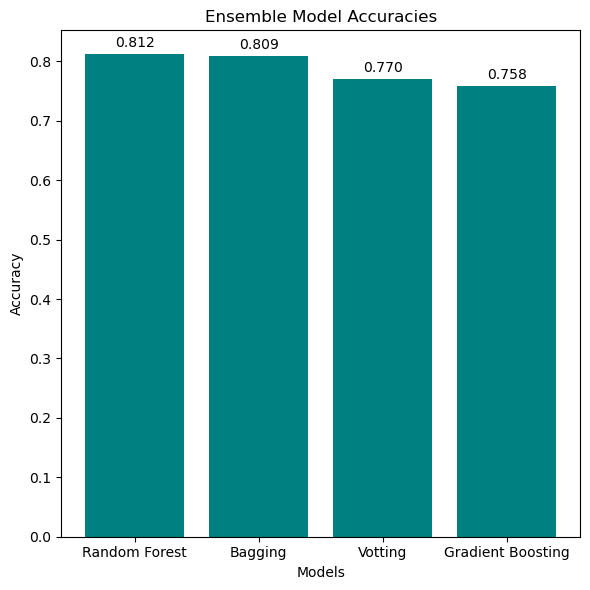 Ensemble Model Accuracies
0.812
0.809
0.770
0.758
0.8
0.7
0.6
0.5
0.4
0.3
0.2
0.1
0.0
Accuracy
Random Forest
Bagging
Votting
Gradient Boosting
Models